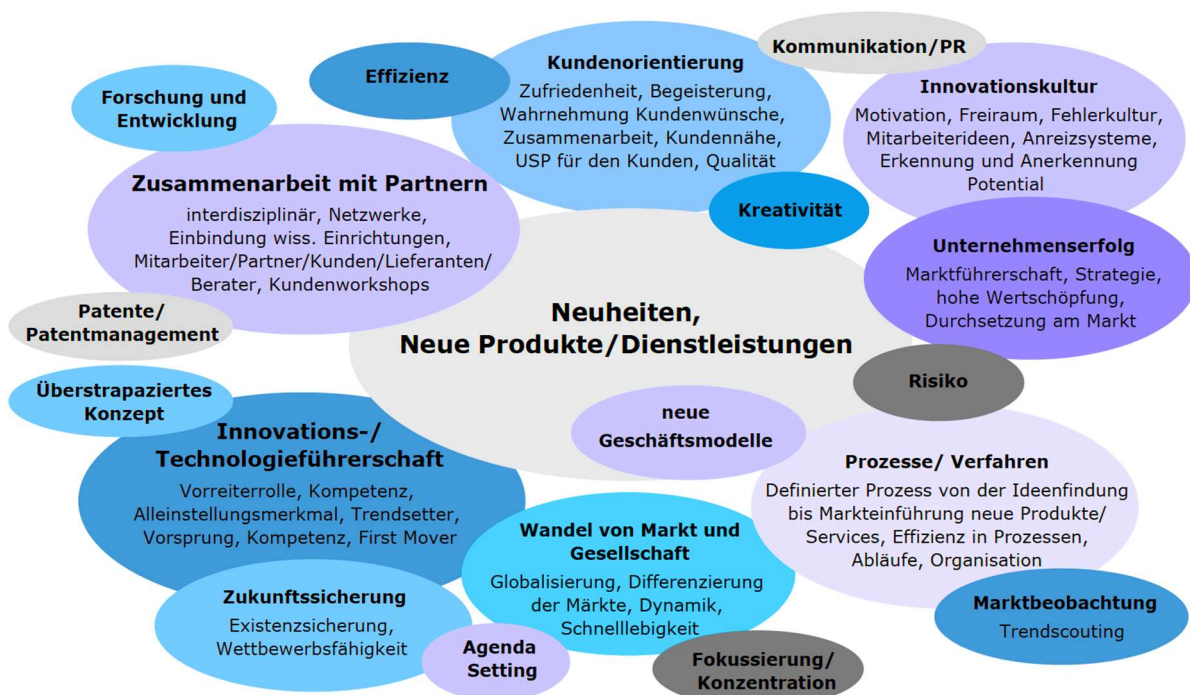 Kommunikation/PR
Effizienz
Kundenorientierung
Zufriedenheit, Begeisterung,
Wahrnehmung Kundenwünsche,
Zusammenarbeit, Kundennähe,
USP für den Kunden, Qualität
Innovationskultur
Motivation, Freiraum, Fehlerkultur,
Mitarbeiterideen, Anreizsysteme,
Erkennung und Anerkennung
Potential
Forschung und
Entwicklung
Zusammenarbeit mit Partnern
interdisziplinär, Netzwerke,
Einbindung wiss. Einrichtungen,
Mitarbeiter/Partner/Kunden/Lieferanten/
Berater, Kundenworkshops
Kreativität
Unternehmenserfolg
Marktführerschaft, Strategie,
hohe Wertschöpfung,
Durchsetzung am Markt
Neuheiten,
Neue Produkte/Dienstleistungen
Patente/
Patentmanagement
Überstrapaziertes
Konzept
Risiko
neue
Geschäftsmodelle
Innovations-/
Technologieführerschaft
Vorreiterrolle, Kompetenz,
Alleinstellungsmerkmal, Trendsetter,
Vorsprung, Kompetenz, First Mover
Prozesse/ Verfahren
Definierter Prozess von der Ideenfindung
bis Markteinführung neue Produkte/
Services, Effizienz in Prozessen,
Abläufe, Organisation
Wandel von Markt und
Gesellschaft
Globalisierung, Differenzierung
der Märkte, Dynamik,
Schnelllebigkeit
Zukunftssicherung
Existenzsicherung,
Wettbewerbsfähigkeit
Marktbeobachtung
Trendscouting
Agenda
Setting
Fokussierung/
Konzentration